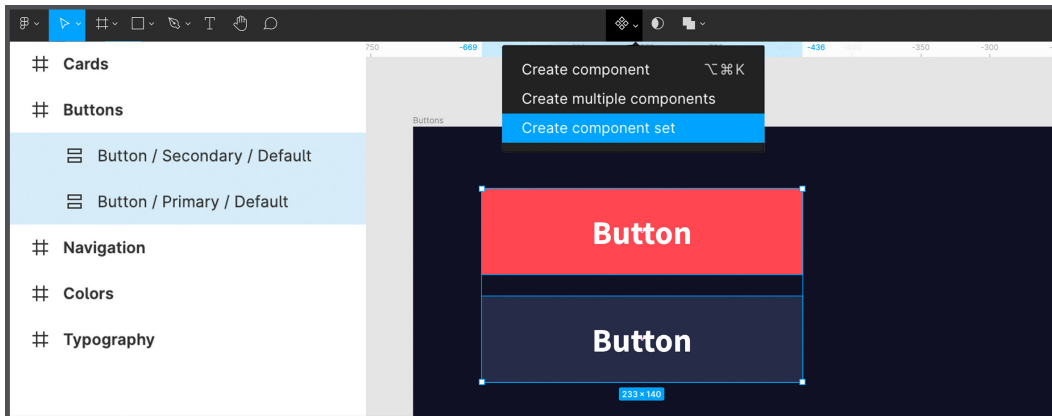 T
750
-669
-436
-350
-300
Cards
Create component ⌥⌘K
Buttons
Create multiple components
Buttons
Create component set
Button / Secondary / Default
Button / Primary / Default
Button
Navigation
Colors
Typography
Button
233 × 140